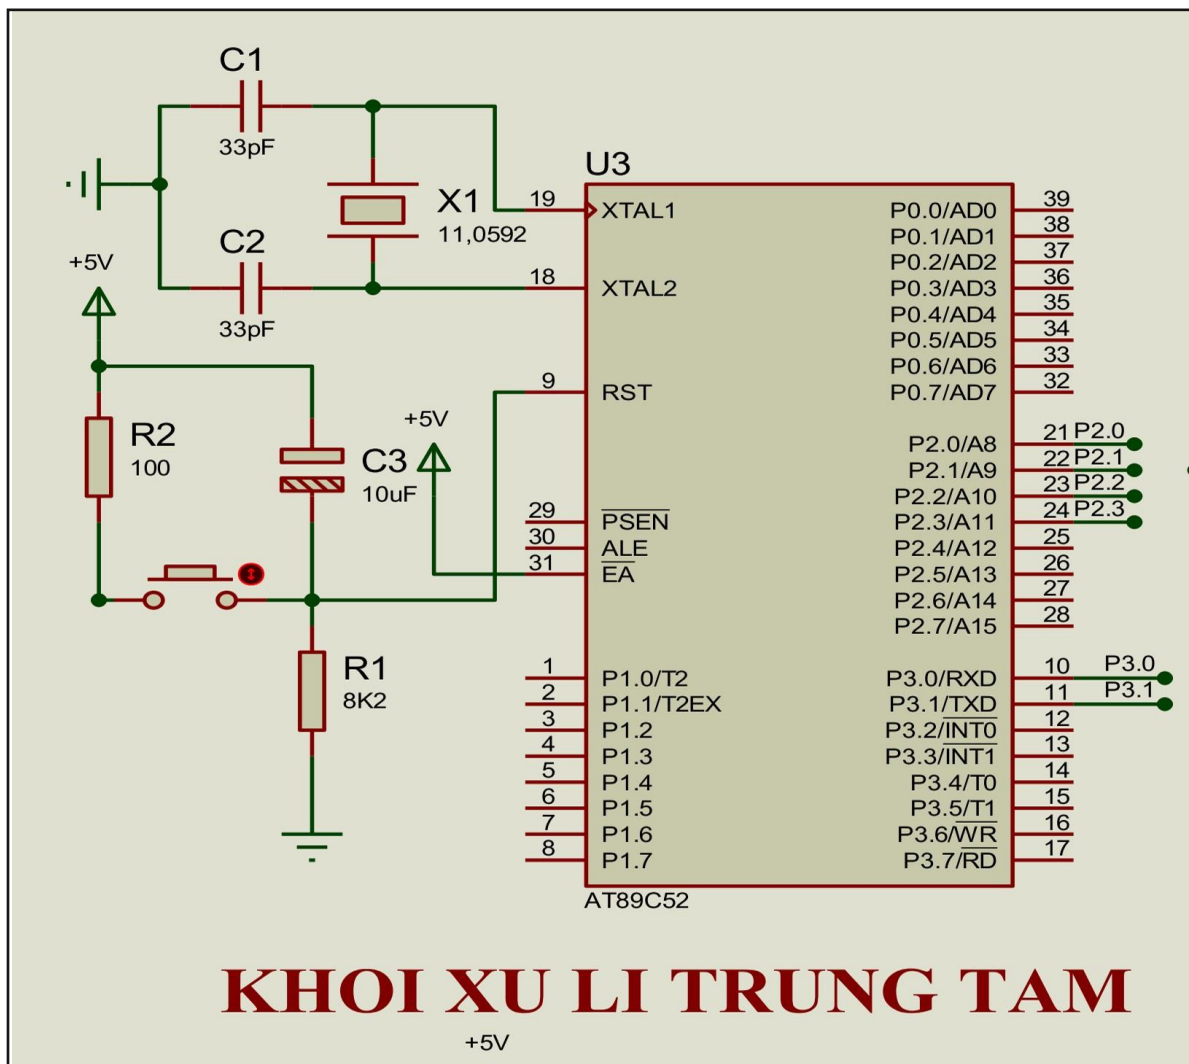 C1
33pF
X1
11,0592
C2
33pF
+5V
R2
100
C3
10uF
+5V
R1
8K2
U3
19 XTAL1
18 XTAL2
9 RST
29 PSEN
30 ALE
31 EA
1 P1.0/T2
2 P1.1/T2EX
3 P1.2
4 P1.3
5 P1.4
6 P1.5
7 P1.6
8 P1.7
P0.0/AD0 39
P0.1/AD1 38
P0.2/AD2 37
P0.3/AD3 36
P0.4/AD4 35
P0.5/AD5 34
P0.6/AD6 33
P0.7/AD7 32
P2.0/A8 21 P2.0
P2.1/A9 22 P2.1
P2.2/A10 23 P2.2
P2.3/A11 24 P2.3
P2.4/A12 25
P2.5/A13 26
P2.6/A14 27
P2.7/A15 28
P3.0/RXD 10 P3.0
P3.1/TXD 11 P3.1
P3.2/INT0 12
P3.3/INT1 13
P3.4/T0 14
P3.5/T1 15
P3.6/WR 16
P3.7/RD 17
AT89C52
KHOI XU LI TRUNG TAM
+5V